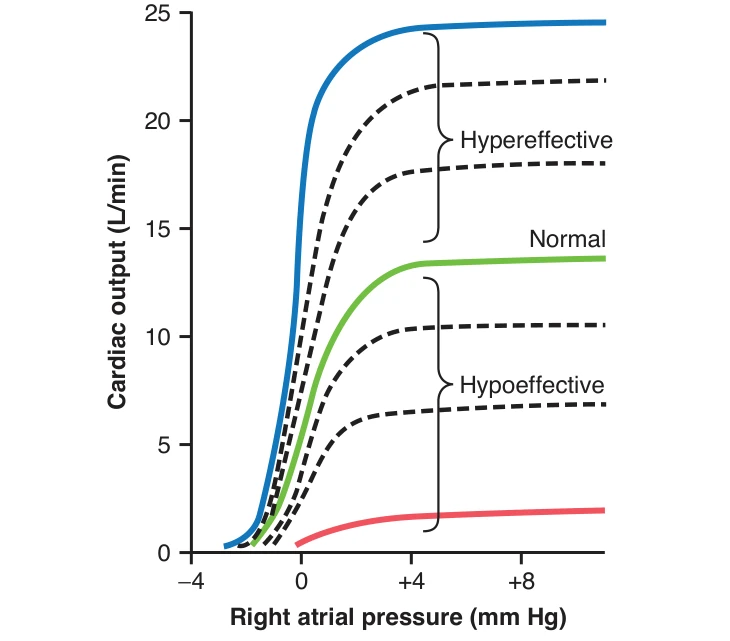 25
20
15
10
5
0
Cardiac output (L/min)
Hypereffective
Normal
Hypoeffective
–4
0
+4
+8
Right atrial pressure (mm Hg)